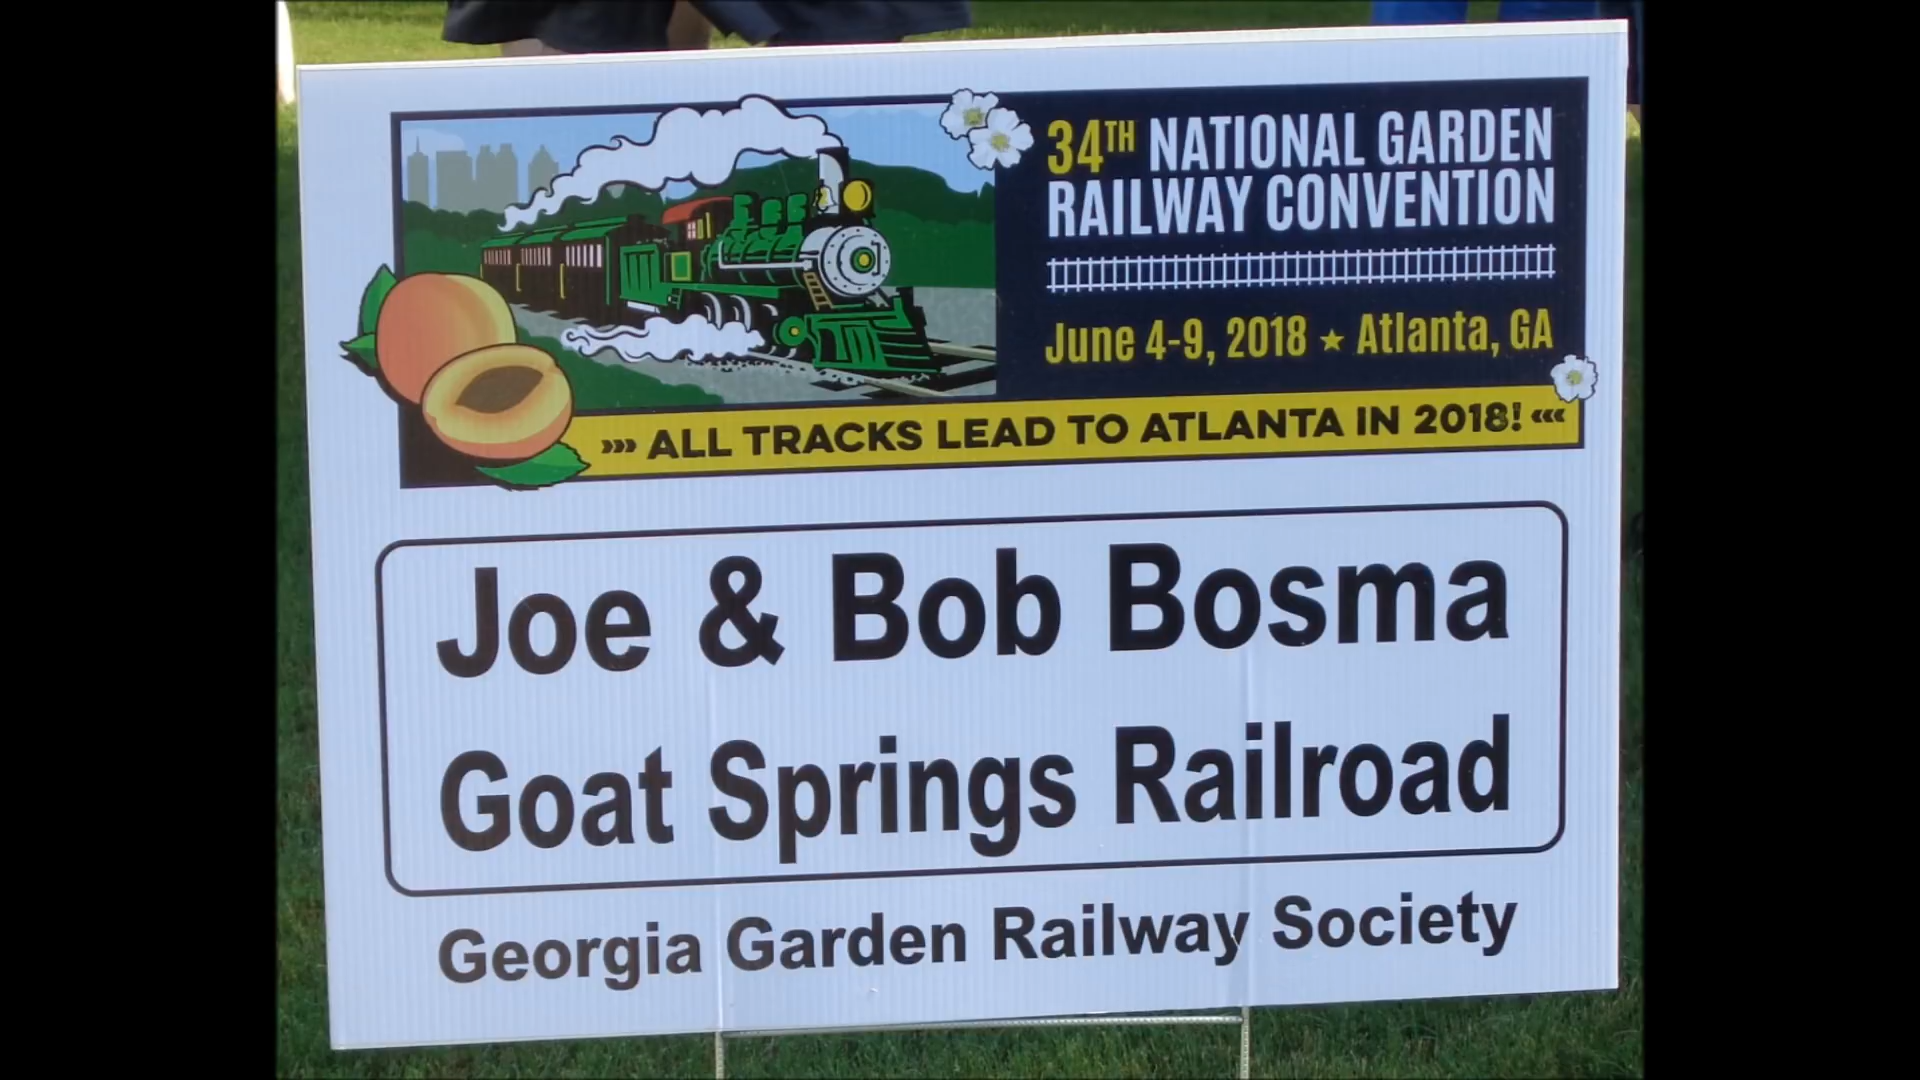 34TH NATIONAL GARDEN
RAILWAY CONVENTION
June 4-9, 2018 ★ Atlanta, GA
››› ALL TRACKS LEAD TO ATLANTA IN 2018! ‹‹‹
Joe & Bob Bosma
Goat Springs Railroad
Georgia Garden Railway Society